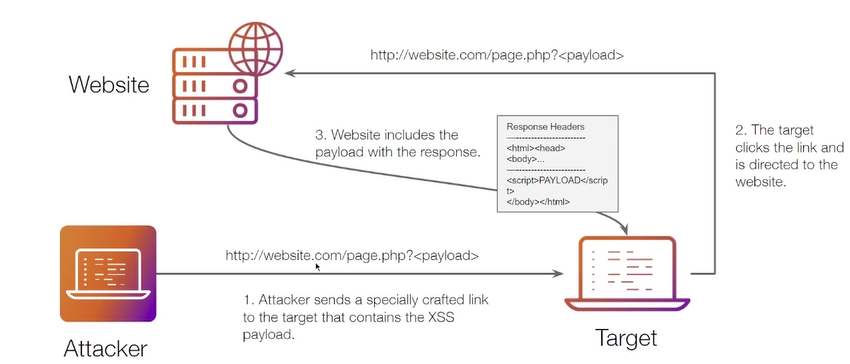 http://website.com/page.php?<payload>
Website
3. Website includes the
payload with the response.
Response Headers
------------------------
<html><head>
<body>...
------------------------
<script>PAYLOAD</scrip
t>
</body></html>
2. The target
clicks the link and
is directed to the
website.
http://website.com/page.php?<payload>
1. Attacker sends a specially crafted link
to the target that contains the XSS
payload.
Attacker
Target